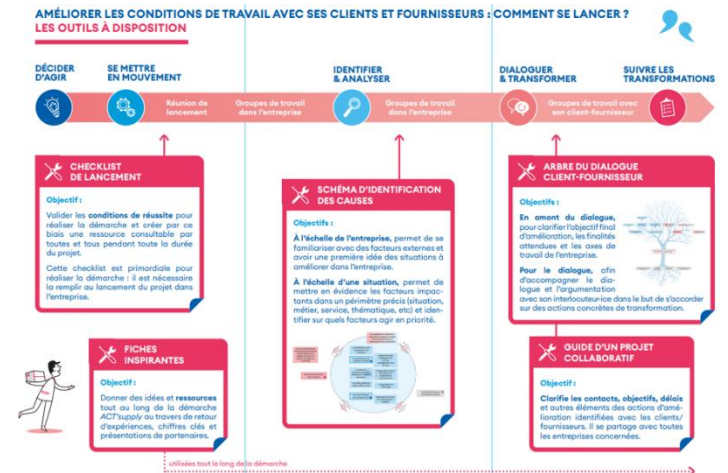 AMÉLIORER LES CONDITIONS DE TRAVAIL AVEC SES CLIENTS ET FOURNISSEURS : COMMENT SE LANCER ?
LES OUTILS À DISPOSITION
DÉCIDER
D'AGIR
SE METTRE
EN MOUVEMENT
IDENTIFIER
& ANALYSER
DIALOGUER
& TRANSFORMER
SUIVRE LES
TRANSFORMATIONS
Réunion de
lancement
Groupes de travail
dans l'entreprise
Groupes de travail
dans l'entreprise
Groupes de travail avec
son client-fournisseur
CHECKLIST
DE LANCEMENT
Objectif :
Valider les conditions de réussite pour
réaliser la démarche et créer par ce
biais une ressource consultable par
toutes et tous pendant toute la durée
du projet.
Cette checklist est primordiale pour
réaliser la démarche : il est nécessaire
la remplir au lancement du projet dans
l'entreprise.
FICHES
INSPIRANTES
Objectif :
Donner des idées et ressources
tout au long de la démarche
ACT'supply au travers de retour
d'expériences, chiffres clés et
présentations de partenaires.
SCHÉMA D'IDENTIFICATION
DES CAUSES
Objectifs :
À l'échelle de l'entreprise, permet de se
familiariser avec des facteurs externes et
avoir une première idée des situations à
améliorer dans l'entreprise.
À l'échelle d'une situation, permet de
mettre en évidence les facteurs impac-
tants dans un périmètre précis (situation,
métier, service, thématique, etc) et iden-
tifier sur quels facteurs agir en priorité.
ARBRE DU DIALOGUE
CLIENT-FOURNISSEUR
Objectifs :
En amont du dialogue,
pour clarifier l'objectif final
d'amélioration, les finalités
attendues et les axes de
travail de l'entreprise.
Pour le dialogue, afin
d'accompagner le dia-
logue et l'argumentation
avec son interlocuteur·ice dans le but de s'accorder
sur des actions concrètes de transformation.
GUIDE D'UN PROJET
COLLABORATIF
Objectif :
Clarifie les contacts, objectifs, délais
et autres éléments des actions d'amé-
lioration identifiées avec les clients/
fournisseurs. Il se partage avec toutes
les entreprises concernées.
utilisées tout le long de la démarche